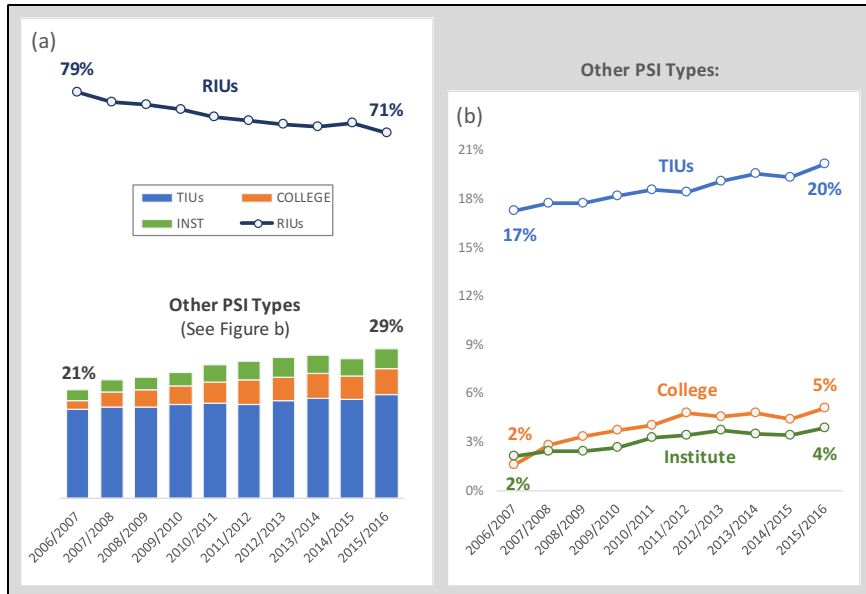 (a)
79%
RIUs
71%
TIUs
COLLEGE
INST
RIUs
Other PSI Types
(See Figure b)
21%
29%
2006/2007
2007/2008
2008/2009
2009/2010
2010/2011
2011/2012
2012/2013
2013/2014
2014/2015
2015/2016
Other PSI Types:
(b)
21%
18%
15%
12%
9%
6%
3%
0%
TIUs
17%
20%
College
2%
5%
Institute
2%
4%
2006/2007
2007/2008
2008/2009
2009/2010
2010/2011
2011/2012
2012/2013
2013/2014
2014/2015
2015/2016